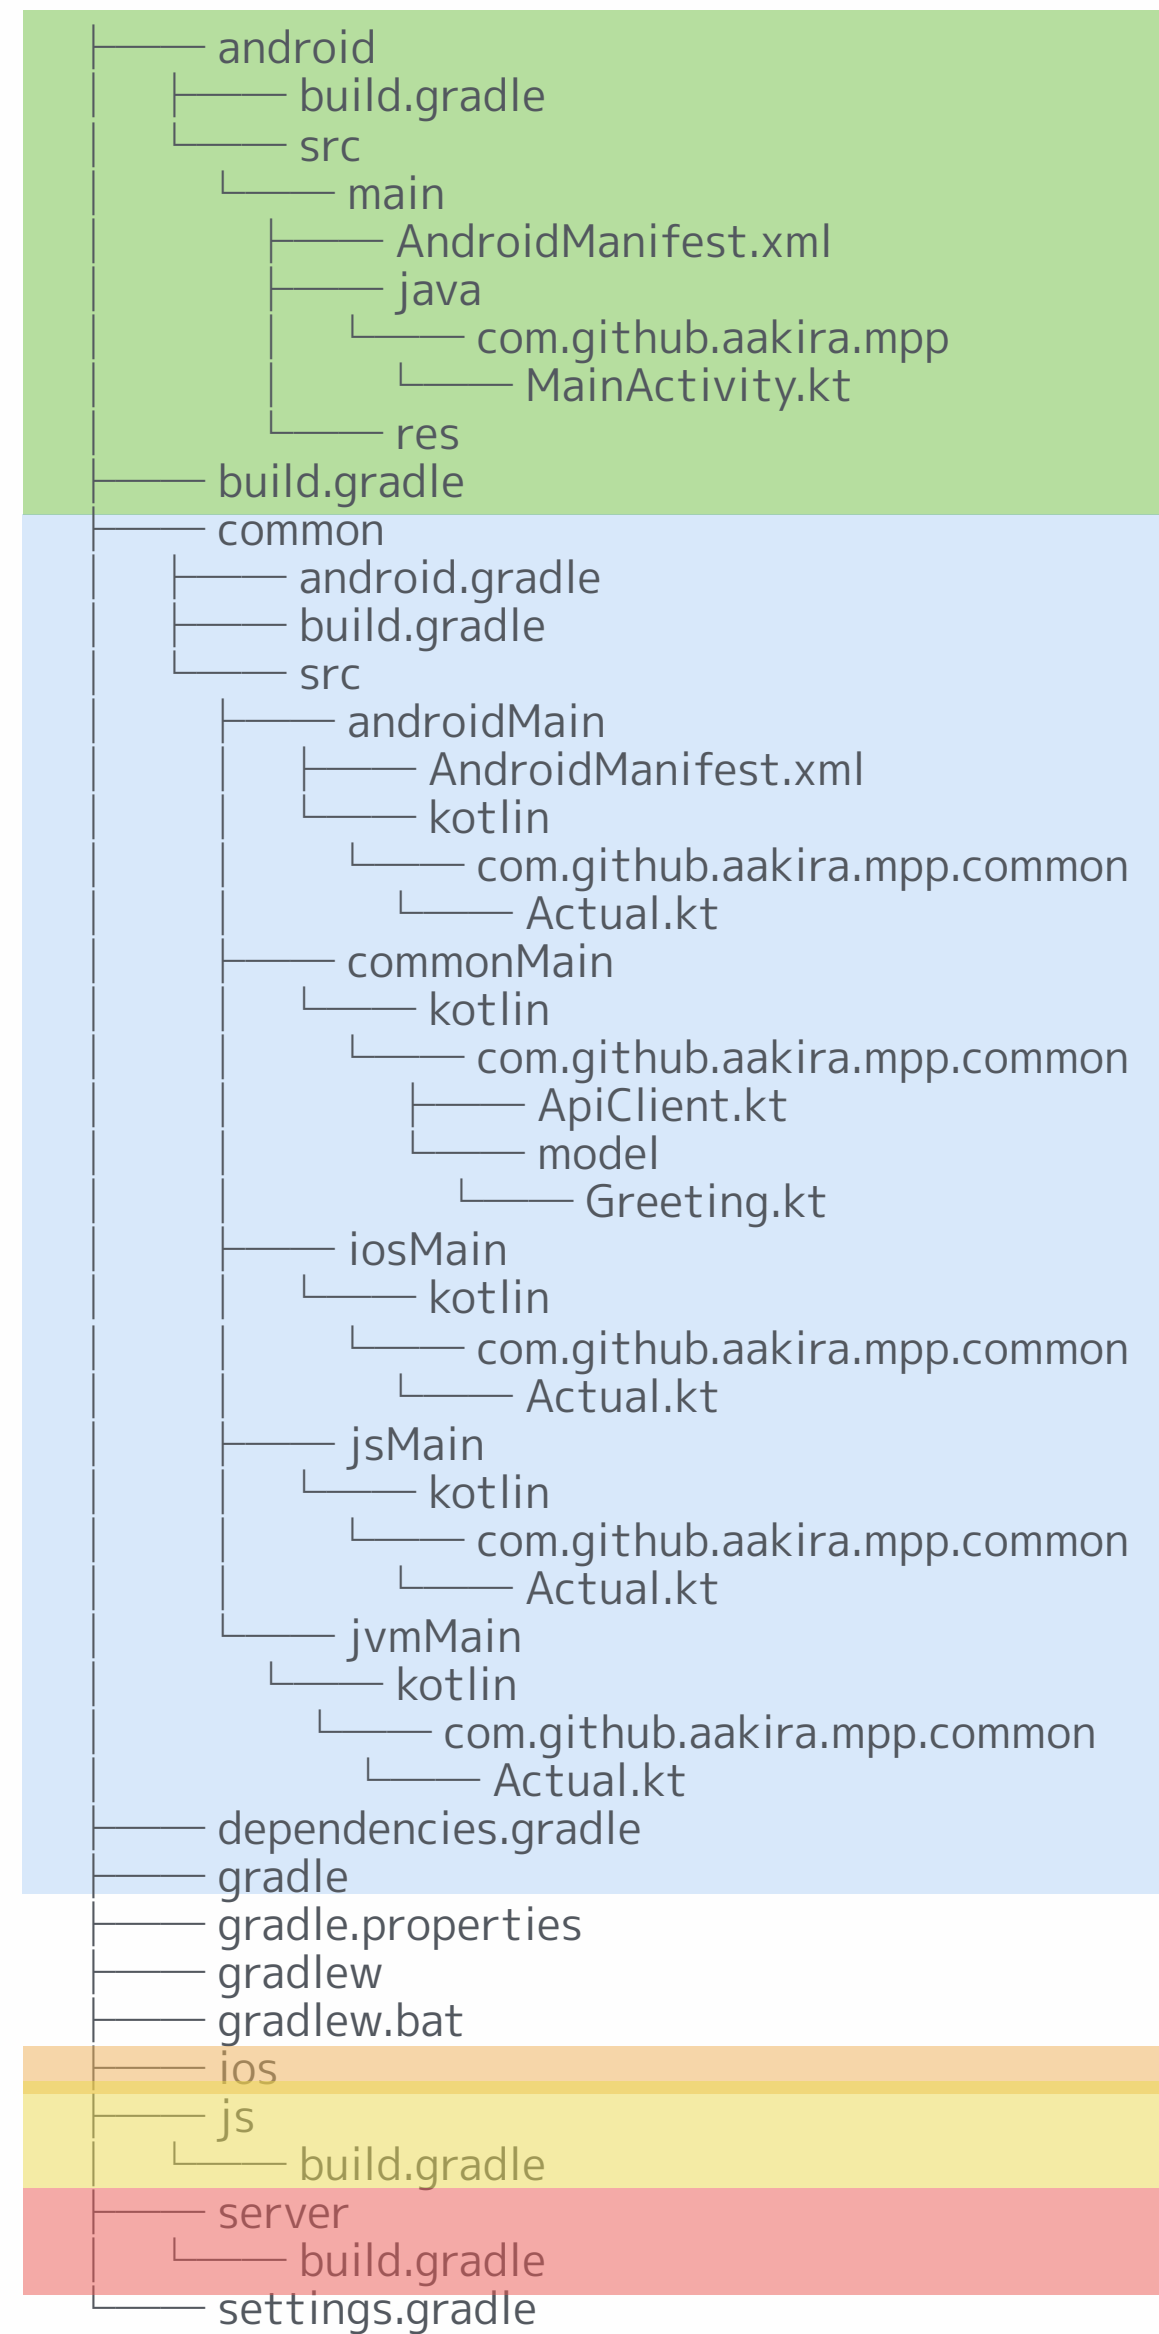 android
build.gradle
src
main
AndroidManifest.xml
java
com.github.aakira.mpp
MainActivity.kt
res
build.gradle
common
android.gradle
build.gradle
src
androidMain
AndroidManifest.xml
kotlin
com.github.aakira.mpp.common
Actual.kt
commonMain
kotlin
com.github.aakira.mpp.common
ApiClient.kt
model
Greeting.kt
iosMain
kotlin
com.github.aakira.mpp.common
Actual.kt
jsMain
kotlin
com.github.aakira.mpp.common
Actual.kt
jvmMain
kotlin
com.github.aakira.mpp.common
Actual.kt
dependencies.gradle
gradle
gradle.properties
gradlew
gradlew.bat
ios
js
build.gradle
server
build.gradle
settings.gradle